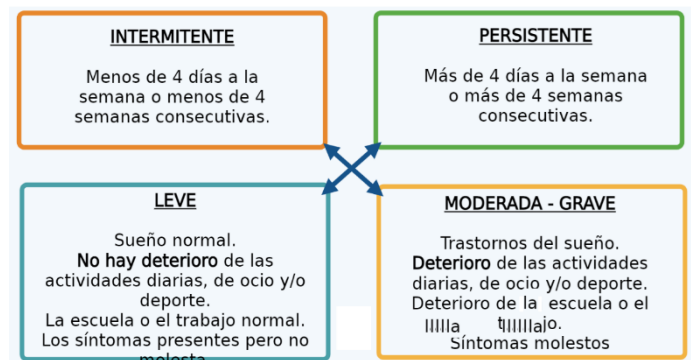 INTERMITENTE
Menos de 4 días a la
semana o menos de 4
semanas consecutivas.
PERSISTENTE
Más de 4 días a la semana
o más de 4 semanas
consecutivas.
LEVE
Sueño normal.
No hay deterioro de las
actividades diarias, de ocio y/o
deporte.
La escuela o el trabajo normal.
Los síntomas presentes pero no
molesta
MODERADA - GRAVE
Trastornos del sueño.
Deterioro de las actividades
diarias, de ocio y/o deporte.
Deterioro de la escuela o el
Síntomas molestos